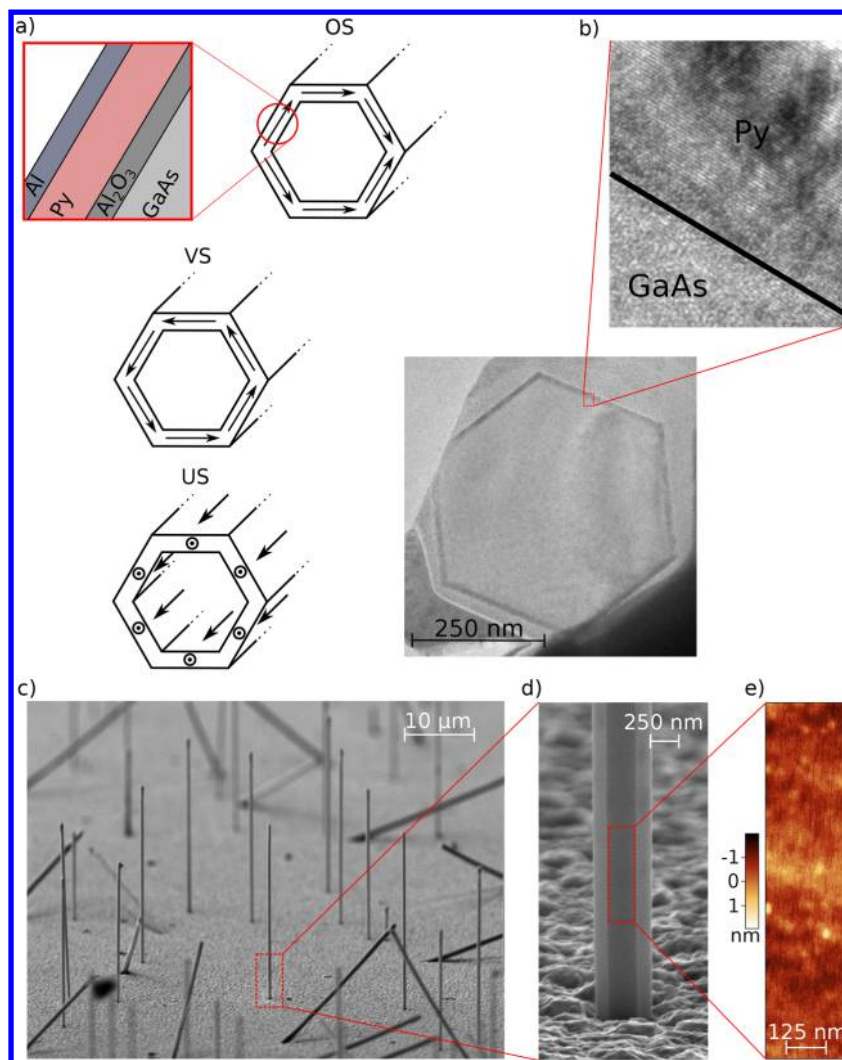 a)
OS
Al
Py
Al₂O₃
GaAs
b)
Py
GaAs
VS
US
250 nm
c)
10 µm
d)
250 nm
e)
-1
0
1
nm
125 nm